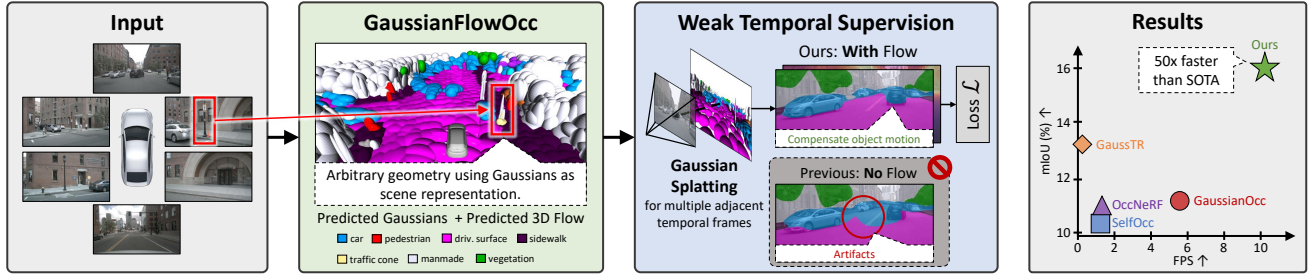 Input
GaussianFlowOcc
Arbitrary geometry using Gaussians as
scene representation.
Predicted Gaussians + Predicted 3D Flow
car
pedestrian
driv. surface
sidewalk
traffic cone
manmade
vegetation
Weak Temporal Supervision
Ours: With Flow
Compensate object motion
Loss ℒ
Gaussian
Splatting
for multiple adjacent
temporal frames
Previous: No Flow
Artifacts
Results
Ours
50x faster
than SOTA
GaussTR
OccNeRF
SelfOcc
GaussianOcc
mIoU (%) ↑
16
14
12
10
0 2 4 6 8 10
FPS ↑